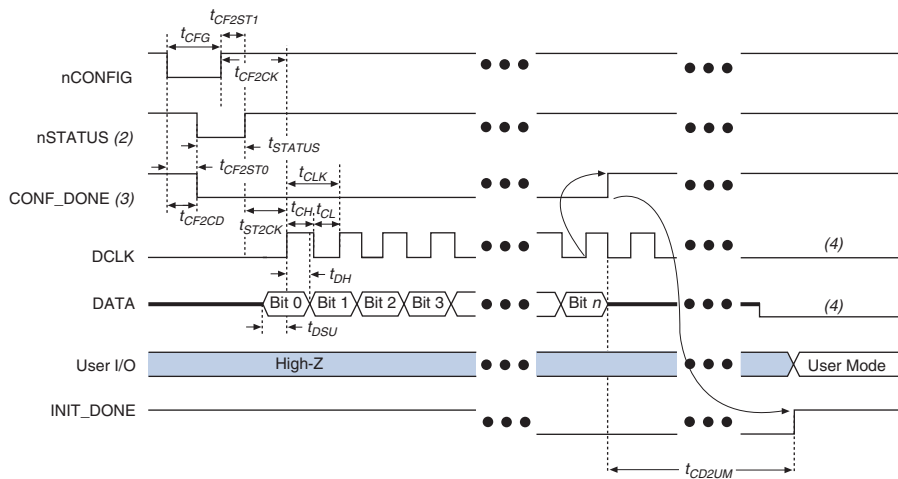 tCF2ST1
tCFG
nCONFIG
tCF2CK
nSTATUS (2)
tSTATUS
tCF2ST0
tCLK
CONF_DONE (3)
tCF2CD
tST2CK
tCH
tCL
DCLK
(4)
tDH
DATA
Bit 0
Bit 1
Bit 2
Bit 3
Bit n
(4)
tDSU
User I/O
High-Z
User Mode
INIT_DONE
tCD2UM